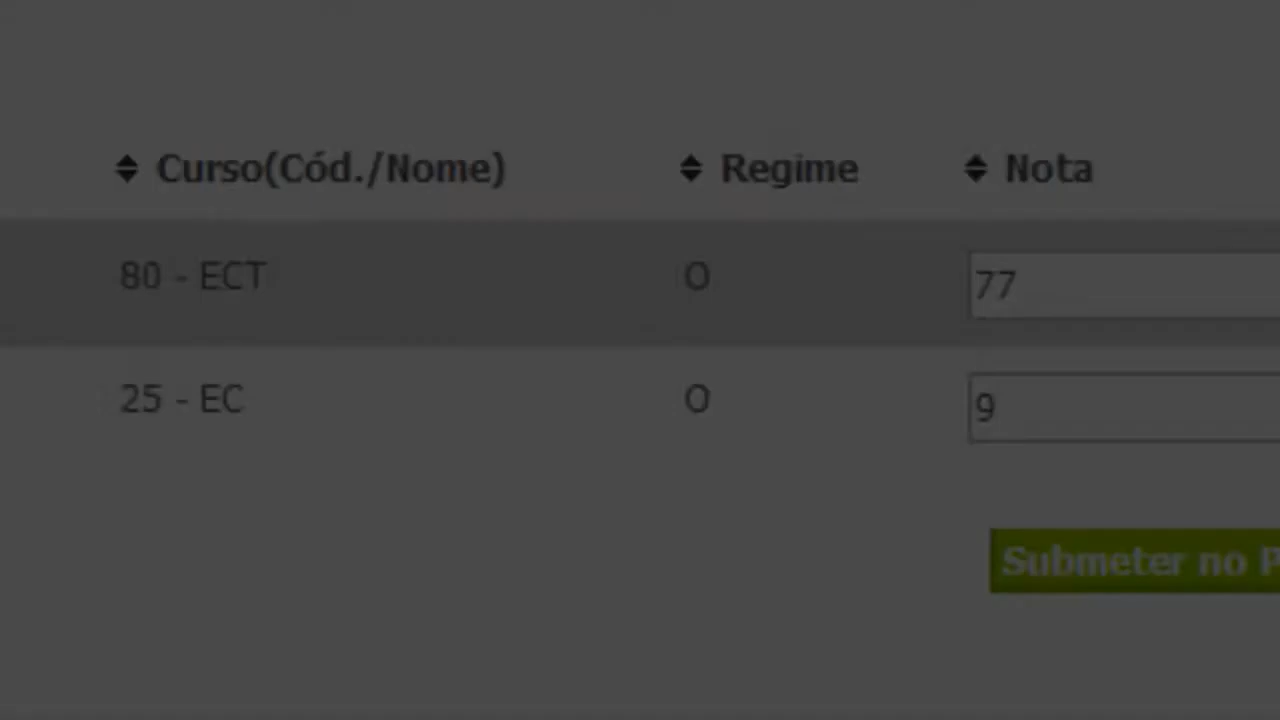 Curso(Cód./Nome) Regime Nota
80 - ECT O 77
25 - EC O 9
Submeter no P